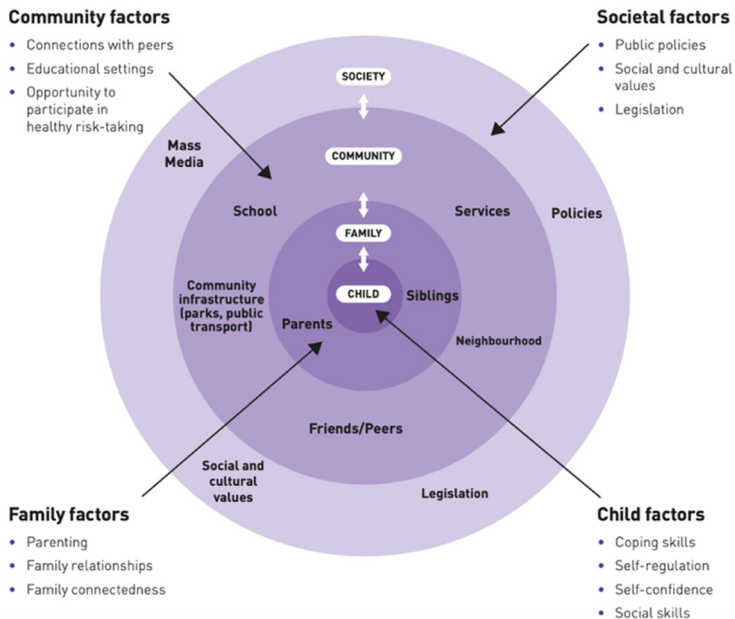 Community factors
• Connections with peers
• Educational settings
• Opportunity to
participate in
healthy risk-taking
Societal factors
• Public policies
• Social and cultural
values
• Legislation
SOCIETY
Mass
Media
COMMUNITY
School
Services
Policies
FAMILY
Community
infrastructure
(parks, public
transport)
CHILD
Siblings
Parents
Neighbourhood
Friends/Peers
Social and
cultural
values
Legislation
Family factors
• Parenting
• Family relationships
• Family connectedness
Child factors
• Coping skills
• Self-regulation
• Self-confidence
• Social skills